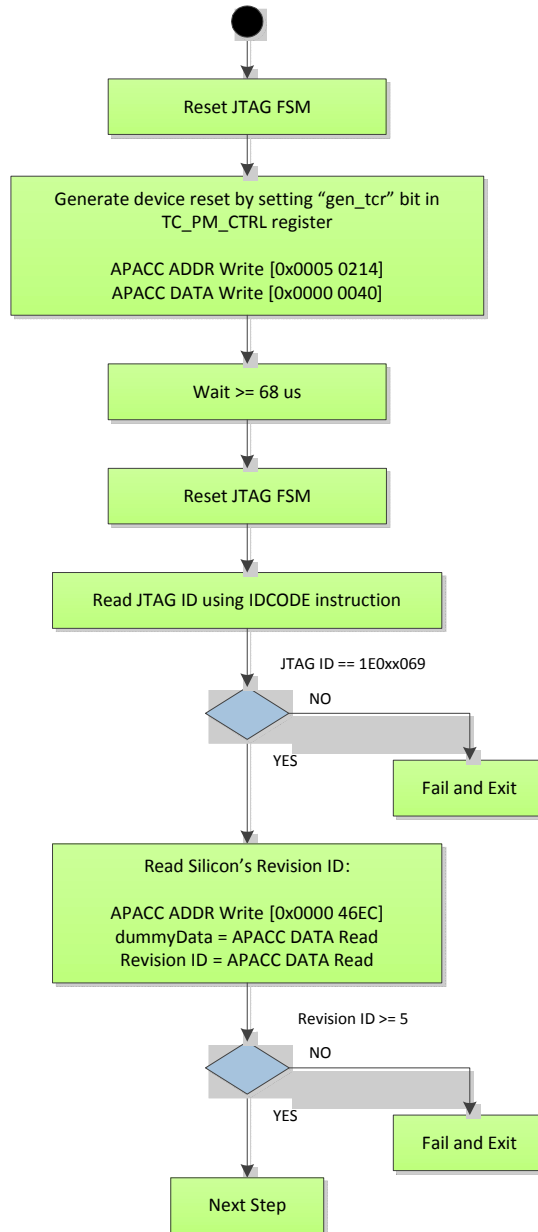 Reset JTAG FSM
Generate device reset by setting “gen_tcr” bit in
TC_PM_CTRL register
APACC ADDR Write [0x0005 0214]
APACC DATA Write [0x0000 0040]
Wait >= 68 us
Reset JTAG FSM
Read JTAG ID using IDCODE instruction
JTAG ID == 1E0xx069
NO
YES
Fail and Exit
Read Silicon’s Revision ID:
APACC ADDR Write [0x0000 46EC]
dummyData = APACC DATA Read
Revision ID = APACC DATA Read
Revision ID >= 5
NO
YES
Fail and Exit
Next Step